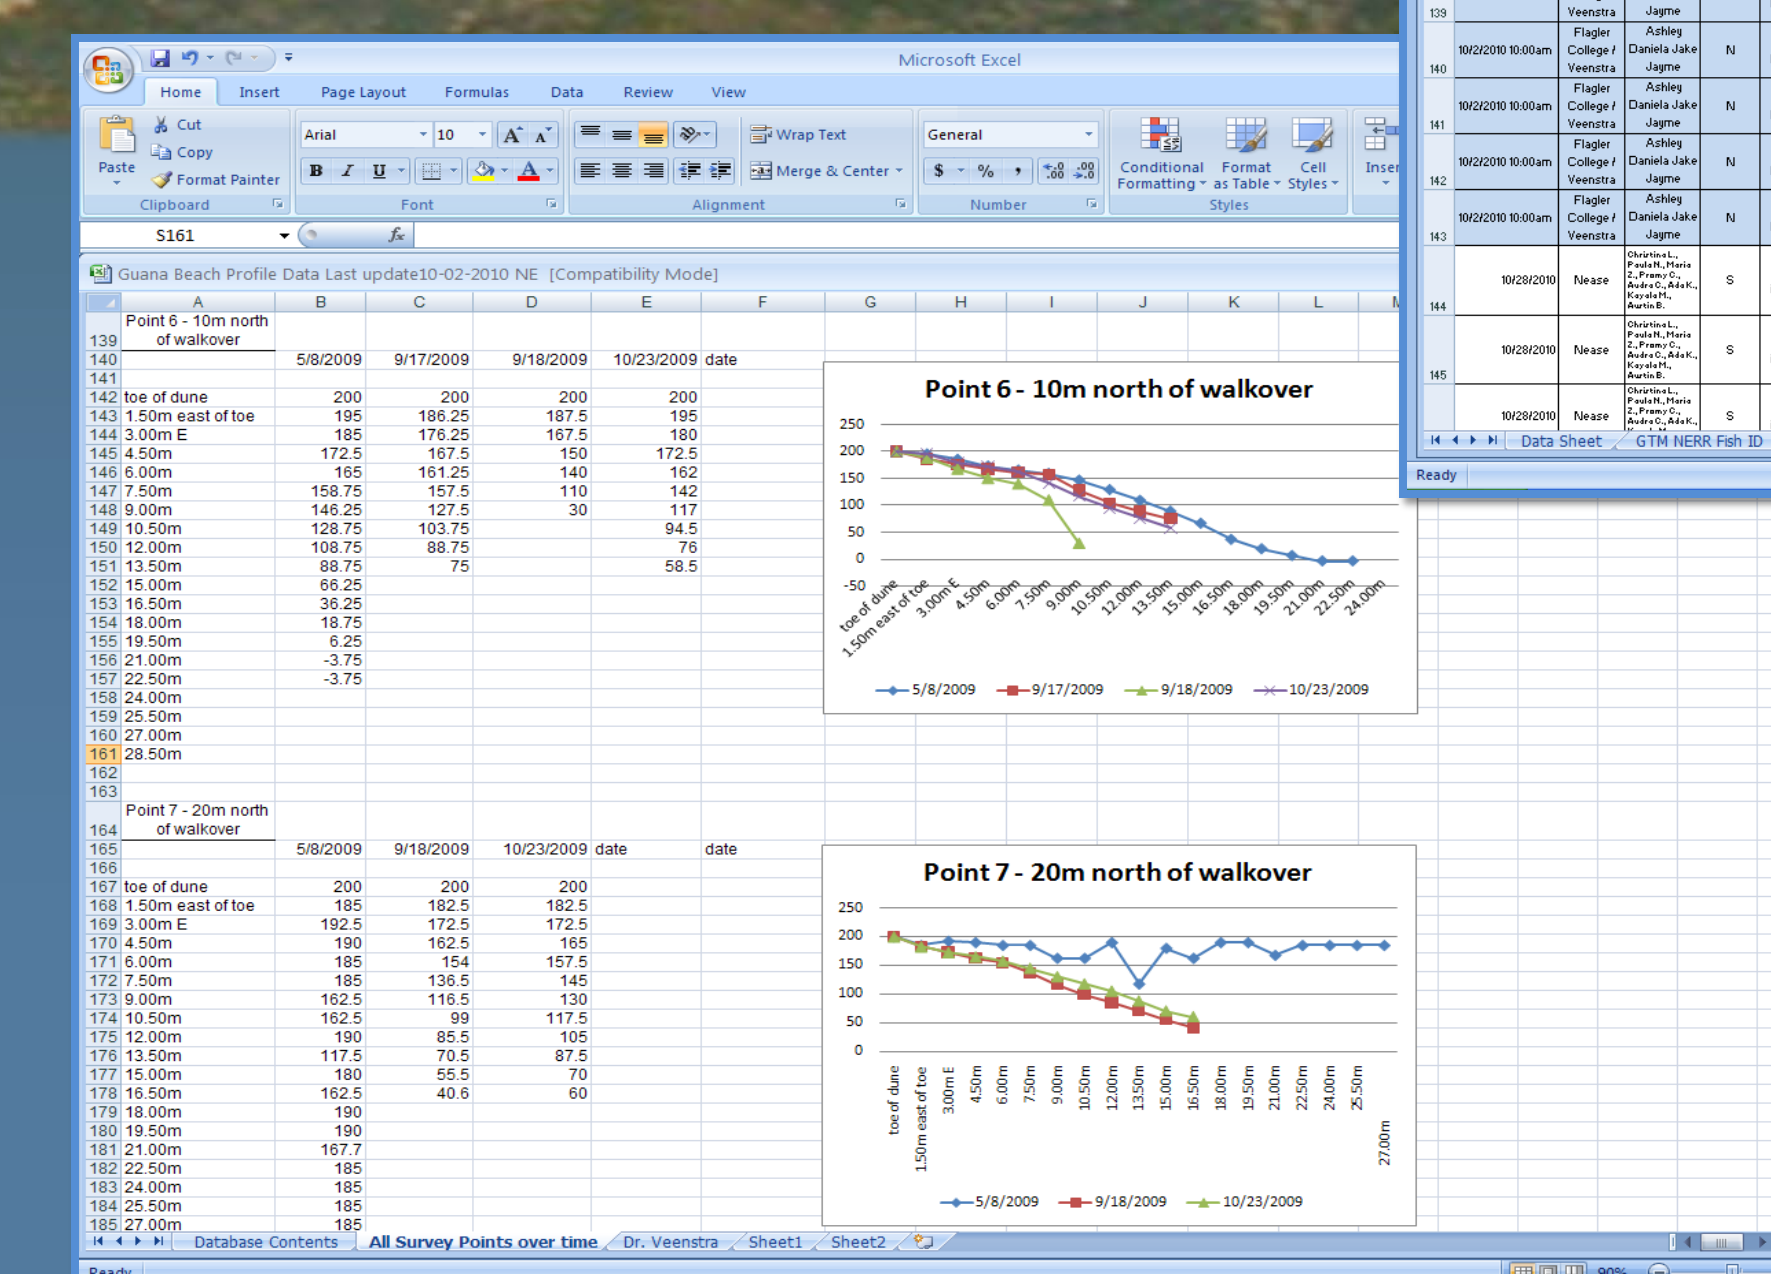 Microsoft Excel
Home Insert Page Layout Formulas Data Review View
Cut
Copy
Format Painter
Paste
Clipboard
Arial 10
Font
Wrap Text
Merge & Center
Alignment
General
$ % ,
Number
Conditional Formatting
Format as Table
Cell Styles
Styles
S161
fx
Guana Beach Profile Data Last update10-02-2010 NE [Compatibility Mode]
A B C D E F G H I J K L
139 Point 6 - 10m north of walkover
140 5/8/2009 9/17/2009 9/18/2009 10/23/2009 date
141
142 toe of dune 200 200 200 200
143 1.50m east of toe 195 186.25 187.5 195
144 3.00m E 185 176.25 167.5 180
145 4.50m 172.5 167.5 150 172.5
146 6.00m 165 161.25 140 162
147 7.50m 158.75 157.5 110 142
148 9.00m 146.25 127.5 30 117
149 10.50m 128.75 103.75 94.5
150 12.00m 108.75 88.75 76
151 13.50m 88.75 75 58.5
152 15.00m 66.25
153 16.50m 36.25
154 18.00m 18.75
155 19.50m 6.25
156 21.00m -3.75
157 22.50m -3.75
158 24.00m
159 25.50m
160 27.00m
161 28.50m
162
163
164 Point 7 - 20m north of walkover
165 5/8/2009 9/18/2009 10/23/2009 date date
166
167 toe of dune 200 200 200
168 1.50m east of toe 185 182.5 182.5
169 3.00m E 192.5 172.5 172.5
170 4.50m 190 162.5 165
171 6.00m 185 154 157.5
172 7.50m 185 136.5 145
173 9.00m 162.5 116.5 130
174 10.50m 162.5 99 117.5
175 12.00m 190 85.5 105
176 13.50m 117.5 70.5 87.5
177 15.00m 180 55.5 70
178 16.50m 162.5 40.6 60
179 18.00m 190
180 19.50m 190
181 21.00m 167.7
182 22.50m 185
183 24.00m 185
184 25.50m 185
185 27.00m 185
Point 6 - 10m north of walkover
250
200
150
100
50
0
-50
toe of dune 1.50m east of toe 3.00m E 4.50m 6.00m 7.50m 9.00m 10.50m 12.00m 13.50m 15.00m 16.50m 18.00m 19.50m 21.00m 22.50m 24.00m
5/8/2009 9/17/2009 9/18/2009 10/23/2009
Point 7 - 20m north of walkover
250
200
150
100
50
0
toe of dune 1.50m east of toe 3.00m E 4.50m 6.00m 7.50m 9.00m 10.50m 12.00m 13.50m 15.00m 16.50m 18.00m 19.50m 21.00m 22.50m 24.00m 25.50m 27.00m
5/8/2009 9/18/2009 10/23/2009
Database Contents All Survey Points over time Dr. Veenstra Sheet1 Sheet2
Ready
90%
139 Veenstra Jayme
140 10/2/2010 10:00am Flagler College / Veenstra Ashley Daniela Jake Jayme N
141 10/2/2010 10:00am Flagler College / Veenstra Ashley Daniela Jake Jayme N
142 10/2/2010 10:00am Flagler College / Veenstra Ashley Daniela Jake Jayme N
143 10/2/2010 10:00am Flagler College / Veenstra Ashley Daniela Jake Jayme N
144 10/28/2010 Nease Christina L., Paula N., Maria Z., Pramy C., Audra C., Ada K., Kayala M., Austin B. S
145 10/28/2010 Nease Christina L., Paula N., Maria Z., Pramy C., Audra C., Ada K., Kayala M., Austin B. S
10/28/2010 Nease Christina L., Paula N., Maria Z., Pramy C., Audra C., Ada K., S
Data Sheet GTM NERR Fish ID
Ready